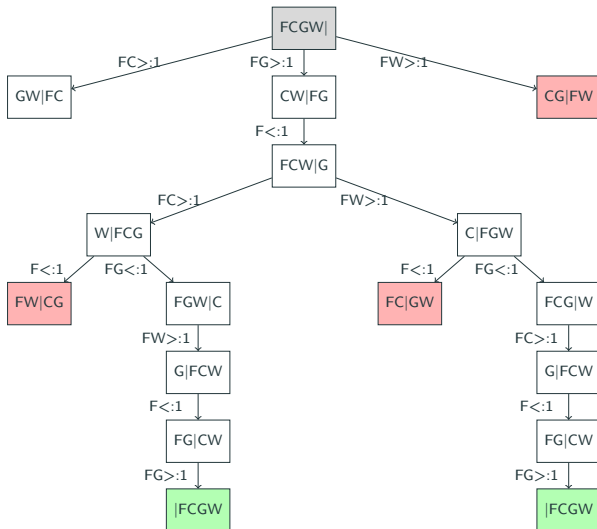 FCGW|
FC>:1 FG>:1 FW>:1
GW|FC CW|FG CG|FW
F<:1
FCW|G
FC>:1 FW>:1
W|FCG C|FGW
F<:1 FG<:1 F<:1 FG<:1
FW|CG FGW|C FC|GW FCG|W
FW>:1 FC>:1
G|FCW G|FCW
F<:1 F<:1
FG|CW FG|CW
FG>:1 FG>:1
|FCGW |FCGW